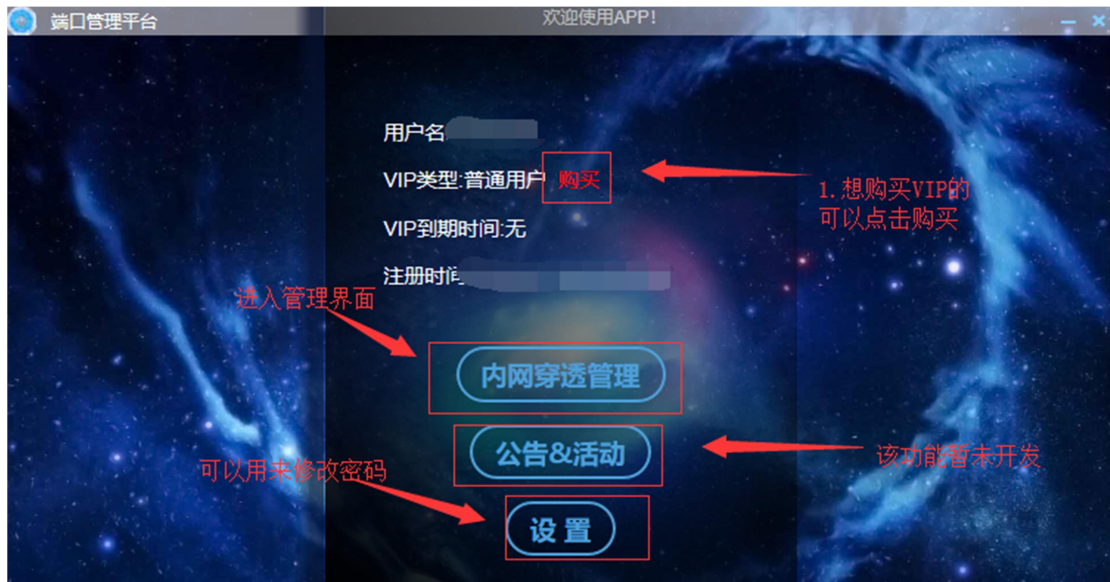 端口管理平台
欢迎使用APP!
用户名
VIP类型:普通用户 购买
1.想购买VIP的
可以点击购买
VIP到期时间:无
注册时间
进入管理界面
内网穿透管理
公告&活动
该功能暂未开发
可以用来修改密码
设 置